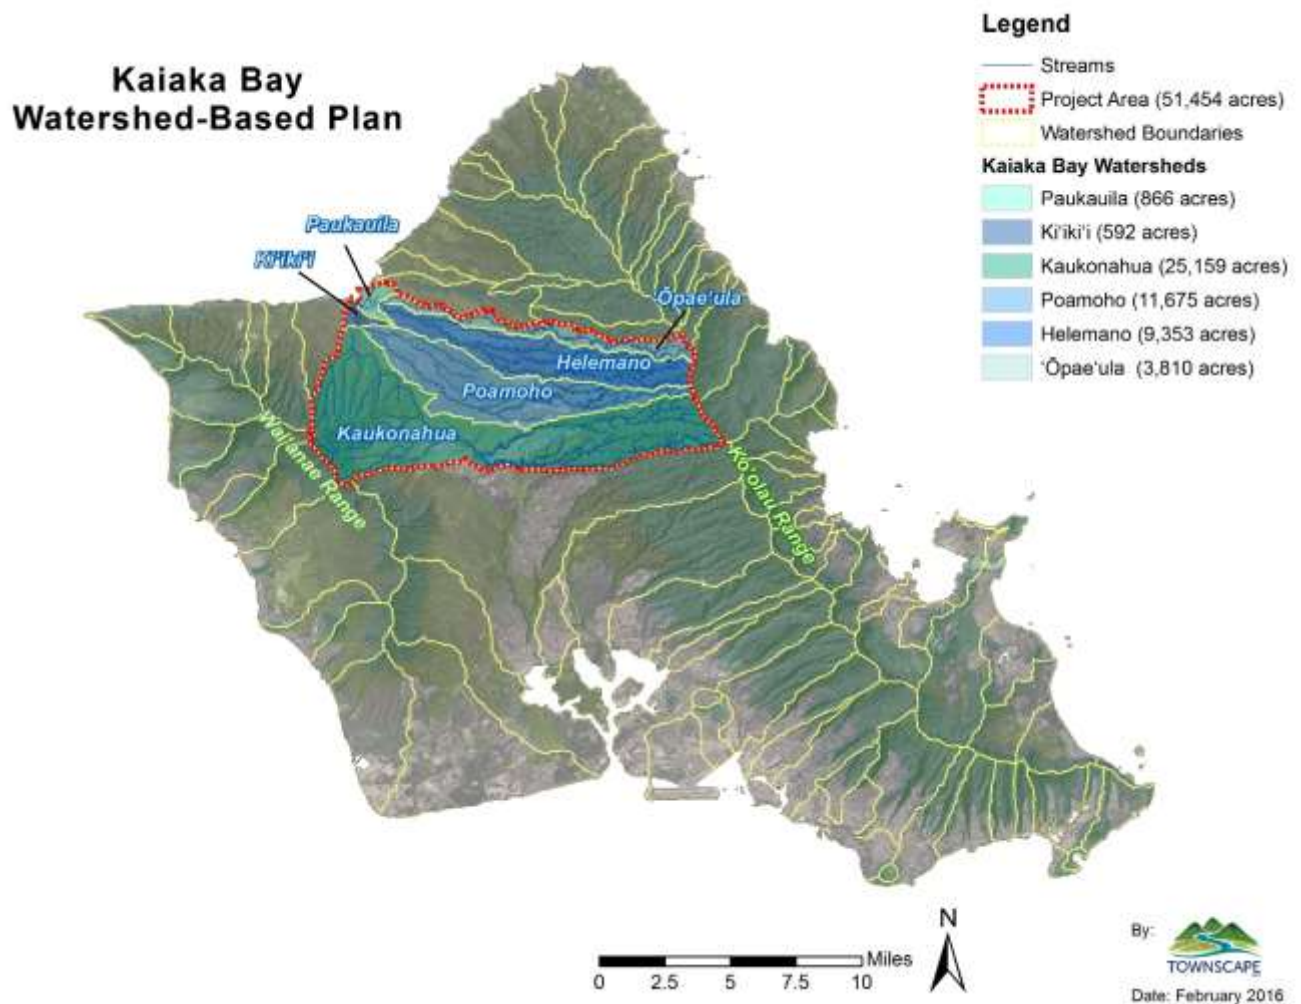 Kaiaka Bay
Watershed-Based Plan
Legend
Streams
Project Area (51,454 acres)
Watershed Boundaries
Kaiaka Bay Watersheds
Paukauila (866 acres)
Ki'iki'i (592 acres)
Kaukonahua (25,159 acres)
Poamoho (11,675 acres)
Helemano (9,353 acres)
'Ōpae'ula (3,810 acres)
Paukauila
Ki'iki'i
'Ōpae'ula
Helemano
Poamoho
Kaukonahua
Wai'anae Range
Ko'olau Range
N
Miles
0 2.5 5 7.5 10
By:
TOWNSCAPE
Date: February 2016